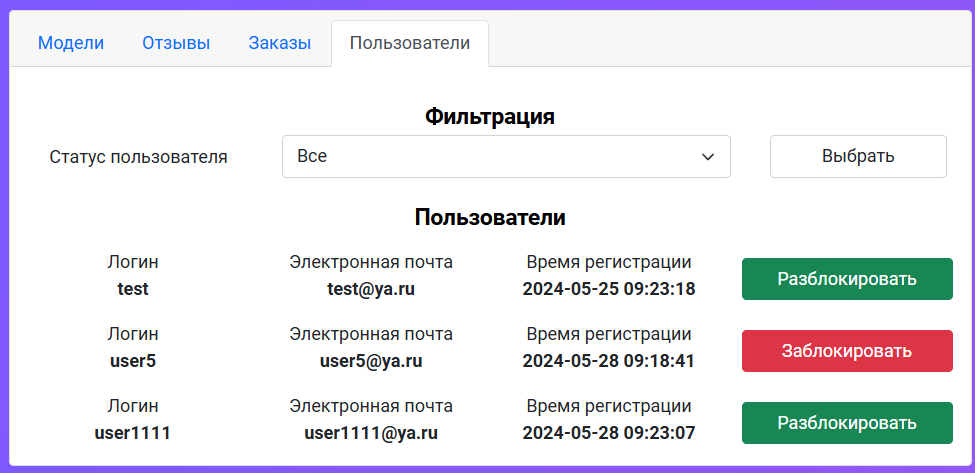 Модели Отзывы Заказы Пользователи
Фильтрация
Статус пользователя Все Выбрать
Пользователи
Логин Электронная почта Время регистрации
test test@ya.ru 2024-05-25 09:23:18 Разблокировать
Логин Электронная почта Время регистрации
user5 user5@ya.ru 2024-05-28 09:18:41 Заблокировать
Логин Электронная почта Время регистрации
user1111 user1111@ya.ru 2024-05-28 09:23:07 Разблокировать